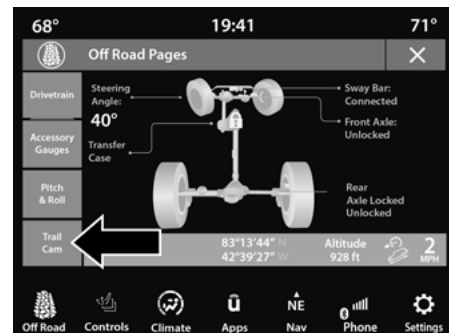 68° 19:41 71°
Off Road Pages
Drivetrain
Steering
Angle:
40°
Sway Bar:
Connected
Front Axle:
Unlocked
Accessory
Gauges
Transfer
Case
Pitch
& Roll
Rear
Axle Locked
Unlocked
Trail
Cam
83°13'44" N
42°39'27" W
Altitude
928 ft
2
MPH
Off Road Controls Climate Apps NE Nav Phone Settings